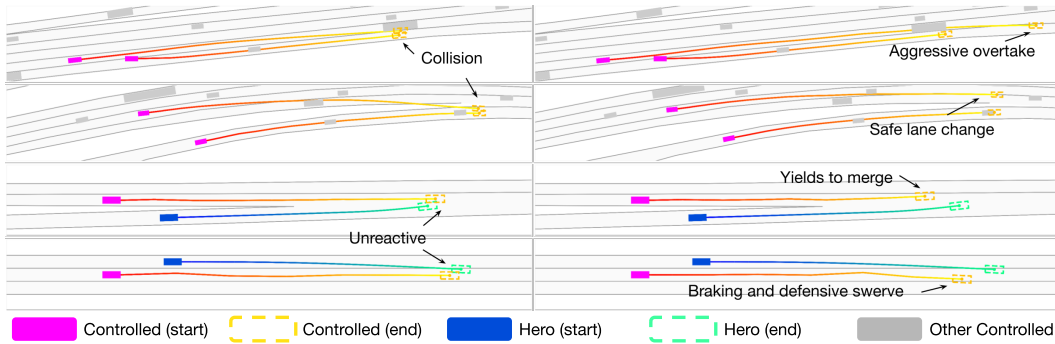 Collision
Aggressive overtake
Safe lane change
Unreactive
Yields to merge
Braking and defensive swerve
Controlled (start)
Controlled (end)
Hero (start)
Hero (end)
Other Controlled